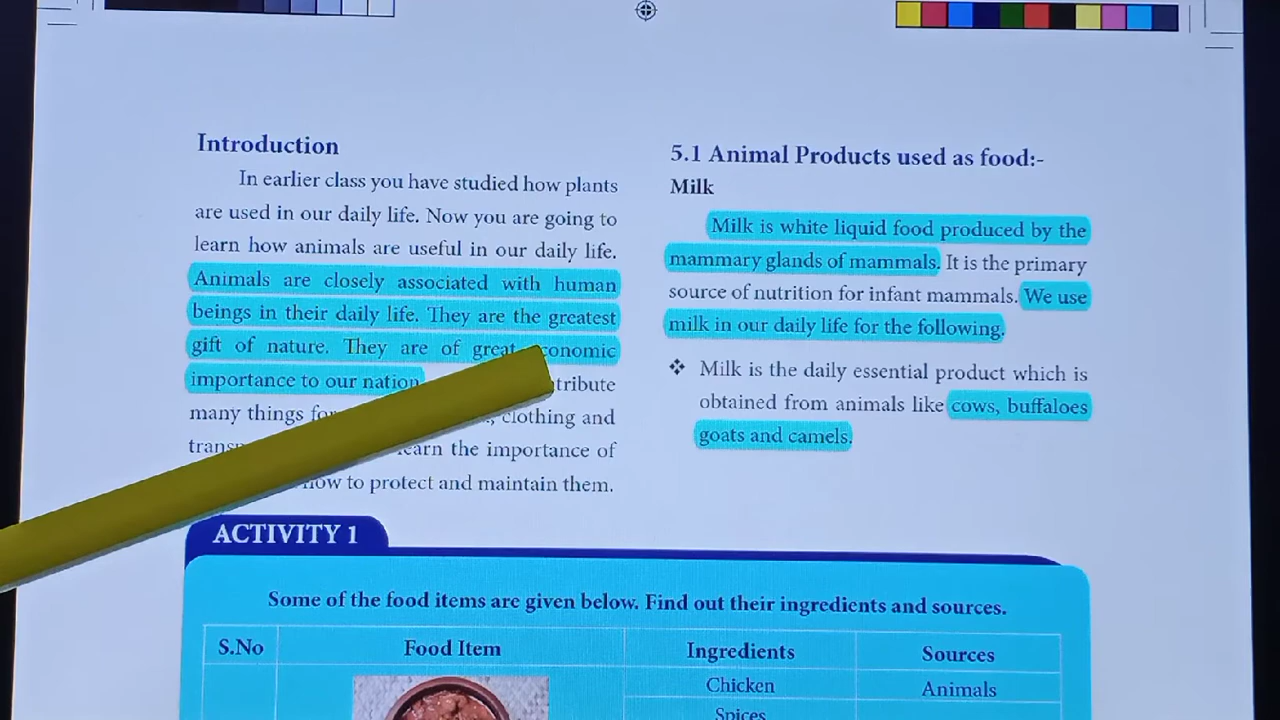 Introduction
In earlier class you have studied how plants
are used in our daily life. Now you are going to
learn how animals are useful in our daily life.
Animals are closely associated with human
beings in their daily life. They are the greatest
gift of nature. They are of great economic
importance to our nation
many things clothing and
learn the importance of
how to protect and maintain them.
5.1 Animal Products used as food:-
Milk
Milk is white liquid food produced by the
mammary glands of mammals. It is the primary
source of nutrition for infant mammals. We use
milk in our daily life for the following.
❖ Milk is the daily essential product which is
obtained from animals like cows, buffaloes
goats and camels.
ACTIVITY 1
Some of the food items are given below. Find out their ingredients and sources.
S.No Food Item Ingredients Sources
Chicken Animals
Spices